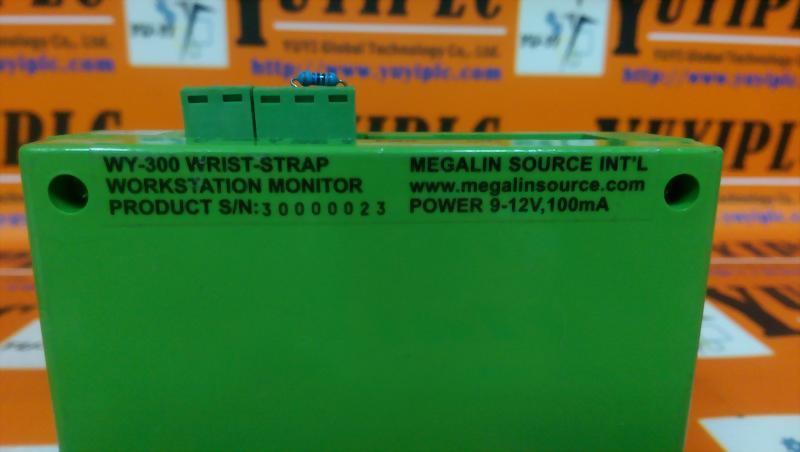 YUYIPLC
YUYI Global Technology Co., Ltd.
http://www.yuyiplc.com
YUYIPLC
WY-300 WRIST-STRAP
WORKSTATION MONITOR
PRODUCT S/N:30000023
MEGALIN SOURCE INT'L
www.megalinsource.com
POWER 9-12V,100mA